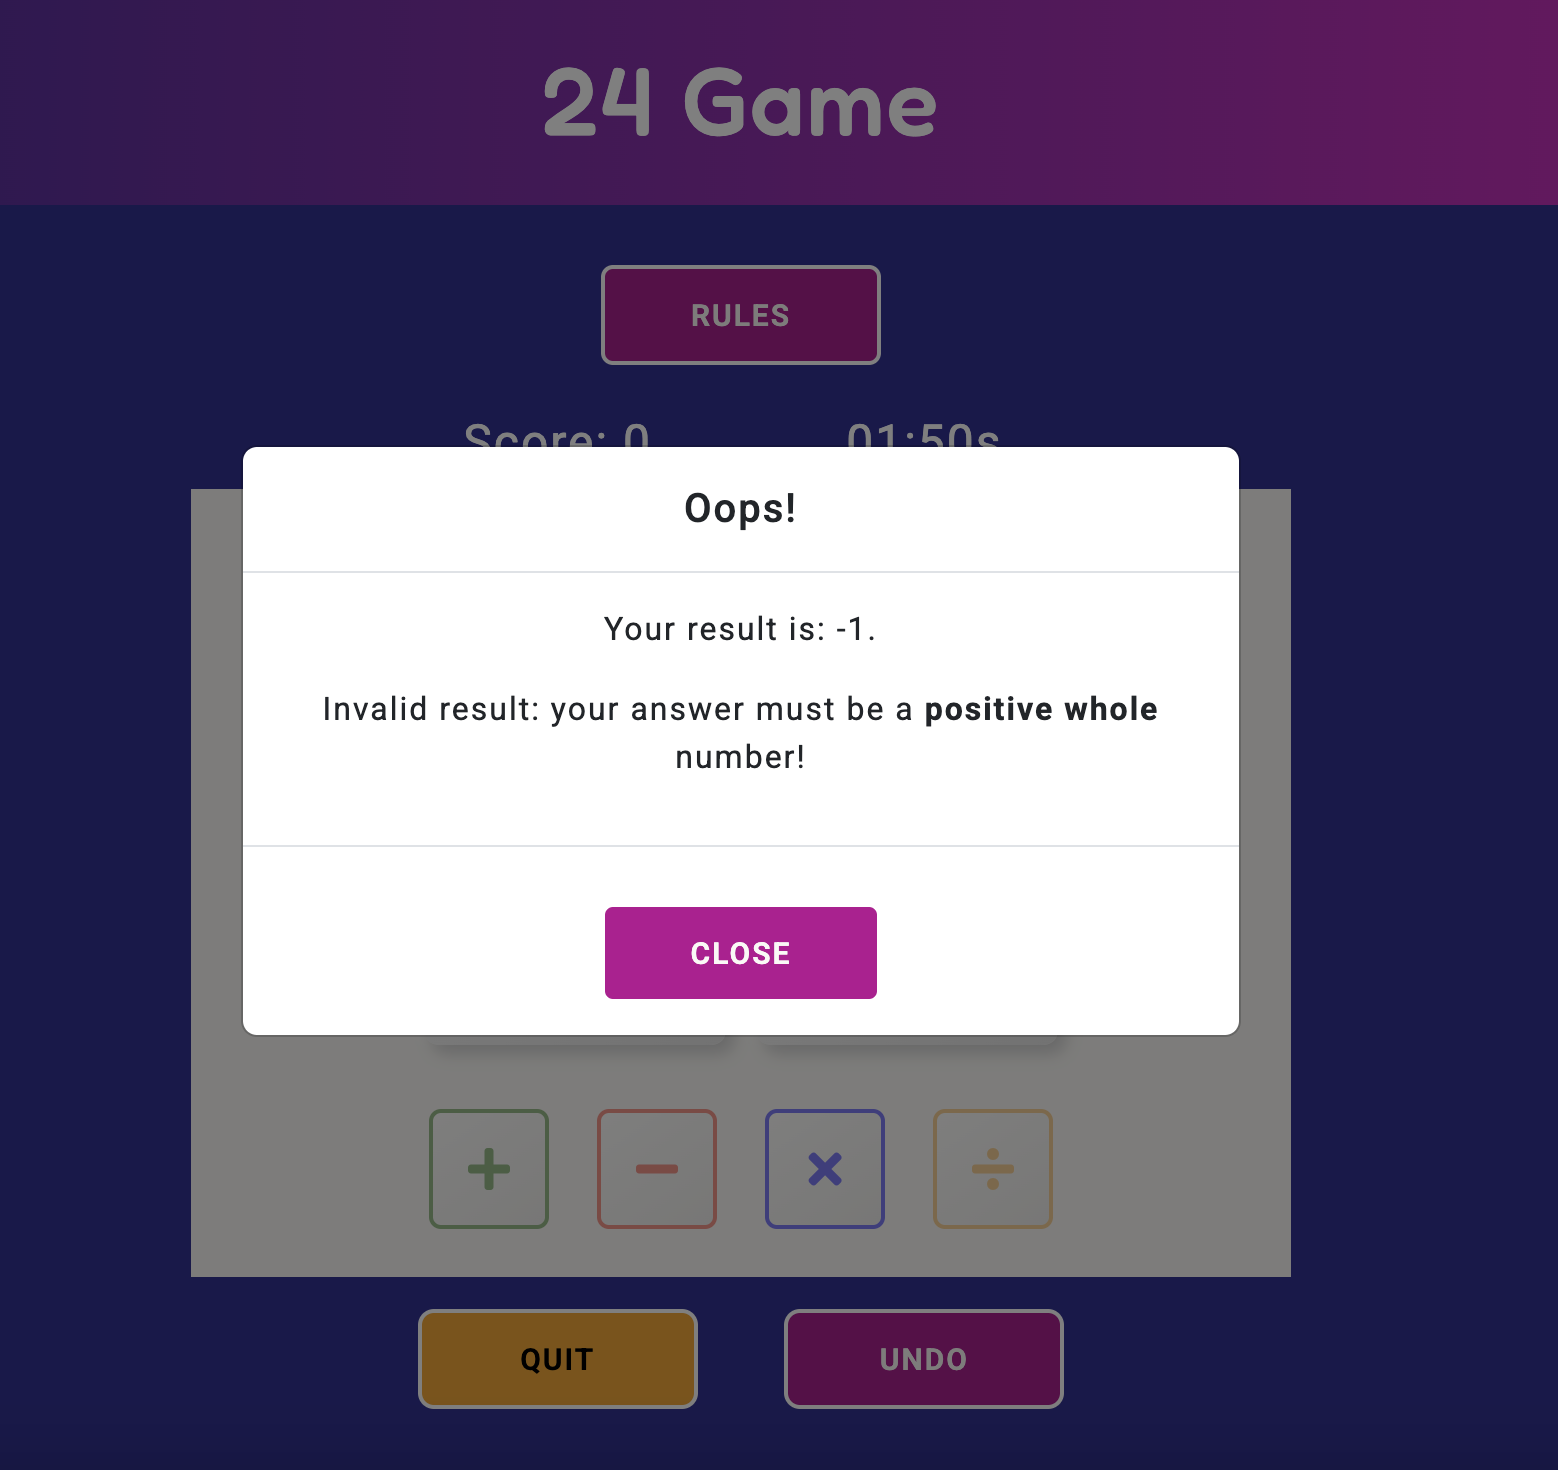 24 Game
RULES
Score: 0
01:50s
Oops!
Your result is: -1.
Invalid result: your answer must be a positive whole
number!
CLOSE
+
−
×
÷
QUIT
UNDO